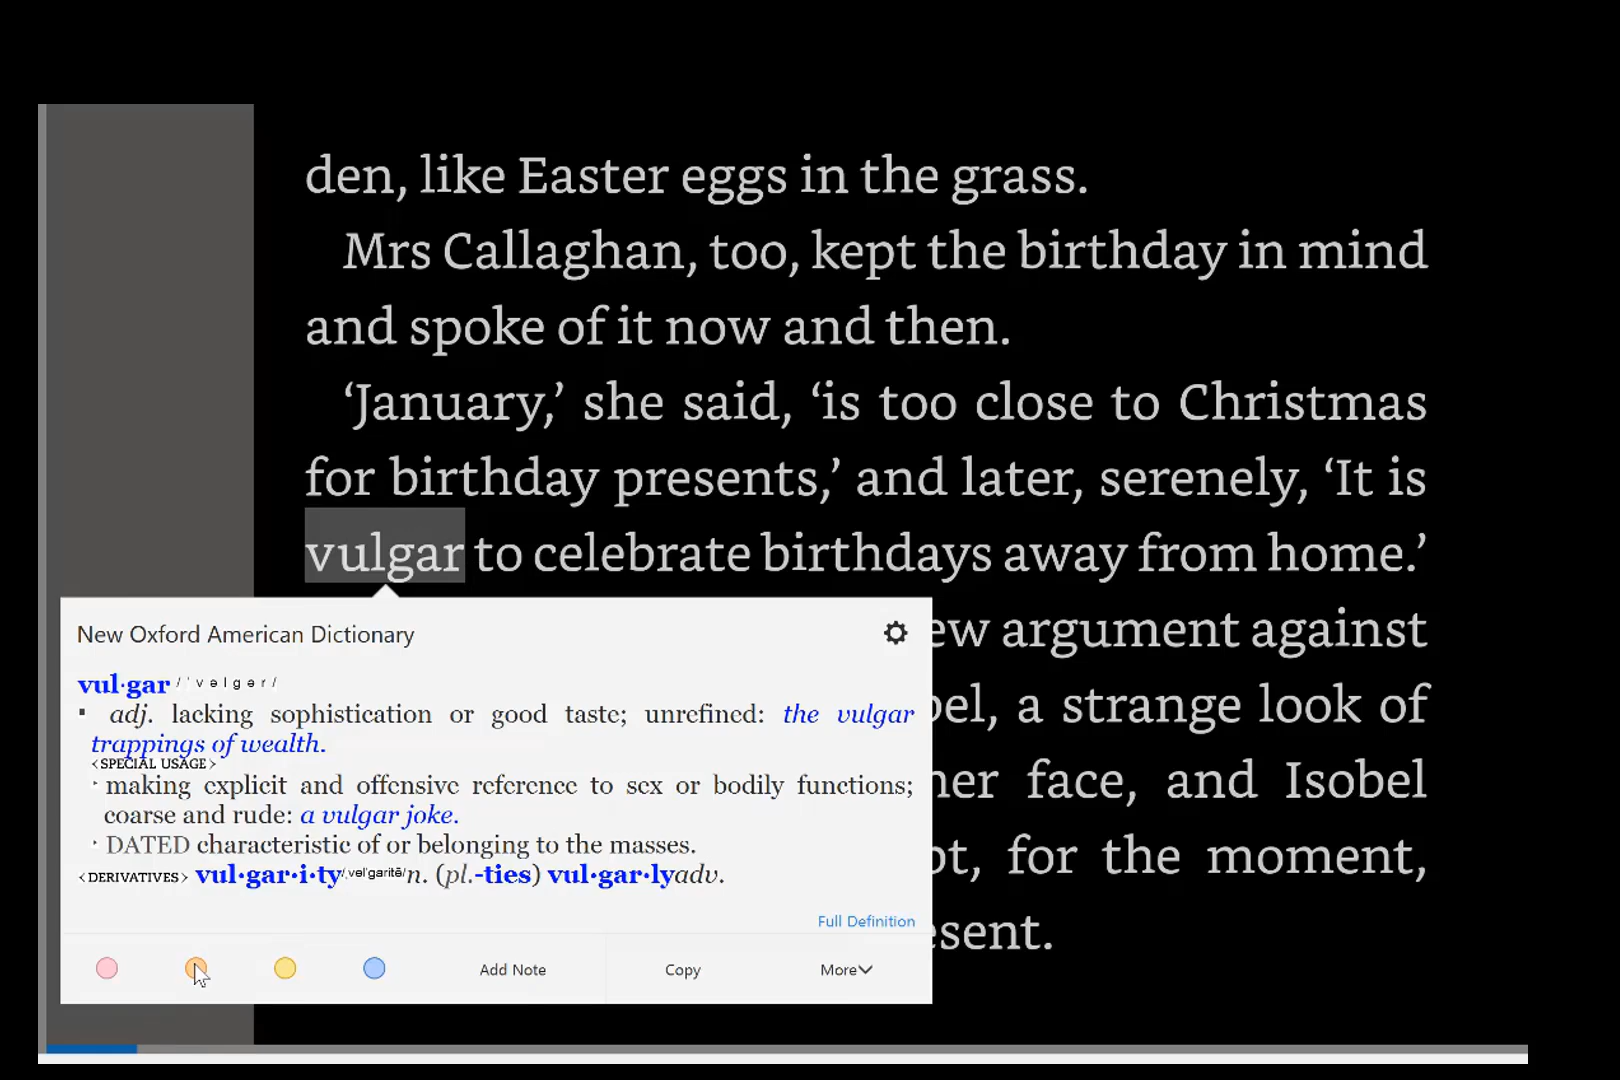 den, like Easter eggs in the grass.
Mrs Callaghan, too, kept the birthday in mind
and spoke of it now and then.
‘January,’ she said, ‘is too close to Christmas
for birthday presents,’ and later, serenely, ‘It is
vulgar to celebrate birthdays away from home.’
argument against
a strange look of
face, and Isobel
for the moment,
New Oxford American Dictionary
vul·gar /ˈvəlgər/
▪ adj. lacking sophistication or good taste; unrefined: the vulgar
trappings of wealth.
<SPECIAL USAGE>
· making explicit and offensive reference to sex or bodily functions;
coarse and rude: a vulgar joke.
· DATED characteristic of or belonging to the masses.
<DERIVATIVES> vul·gar·i·ty /ˌvəlˈgaritē/ n. (pl. -ties) vul·gar·ly adv.
Full Definition
Add Note Copy More